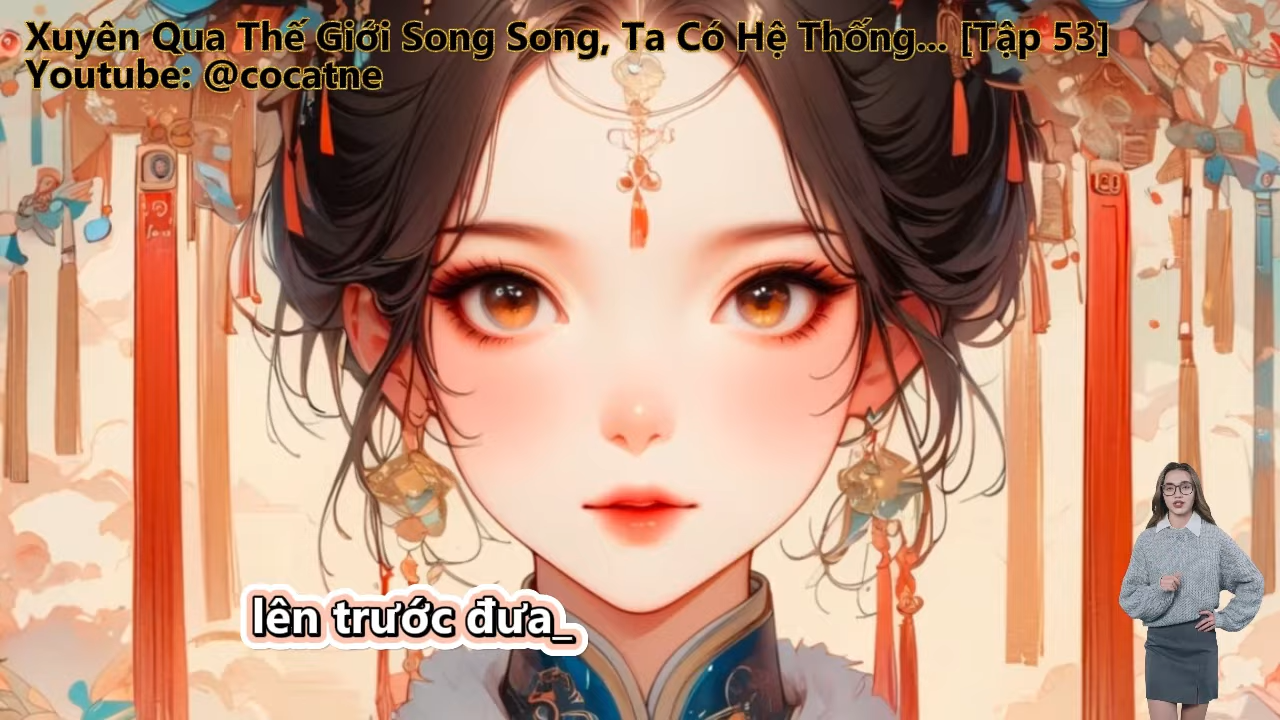 Xuyên Qua Thế Giới Song Song, Ta Có Hệ Thống... [Tập 53]
Youtube: @cocatne
lên trước đưa_